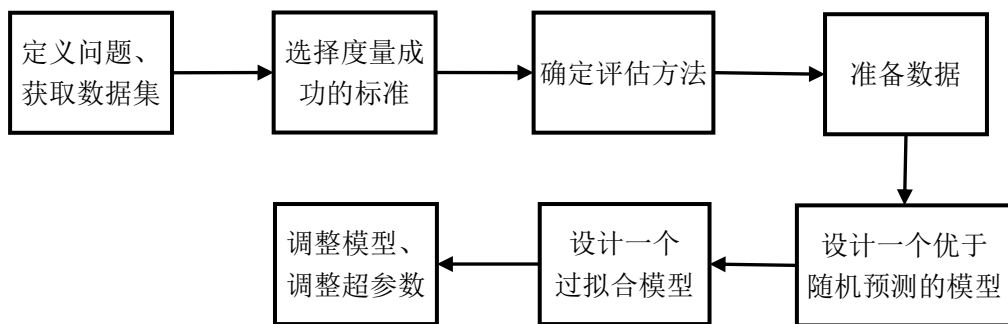 定义问题、
获取数据集
选择度量成
功的标准
确定评估方法
准备数据
设计一个优于
随机预测的模型
设计一个
过拟合模型
调整模型、
调整超参数